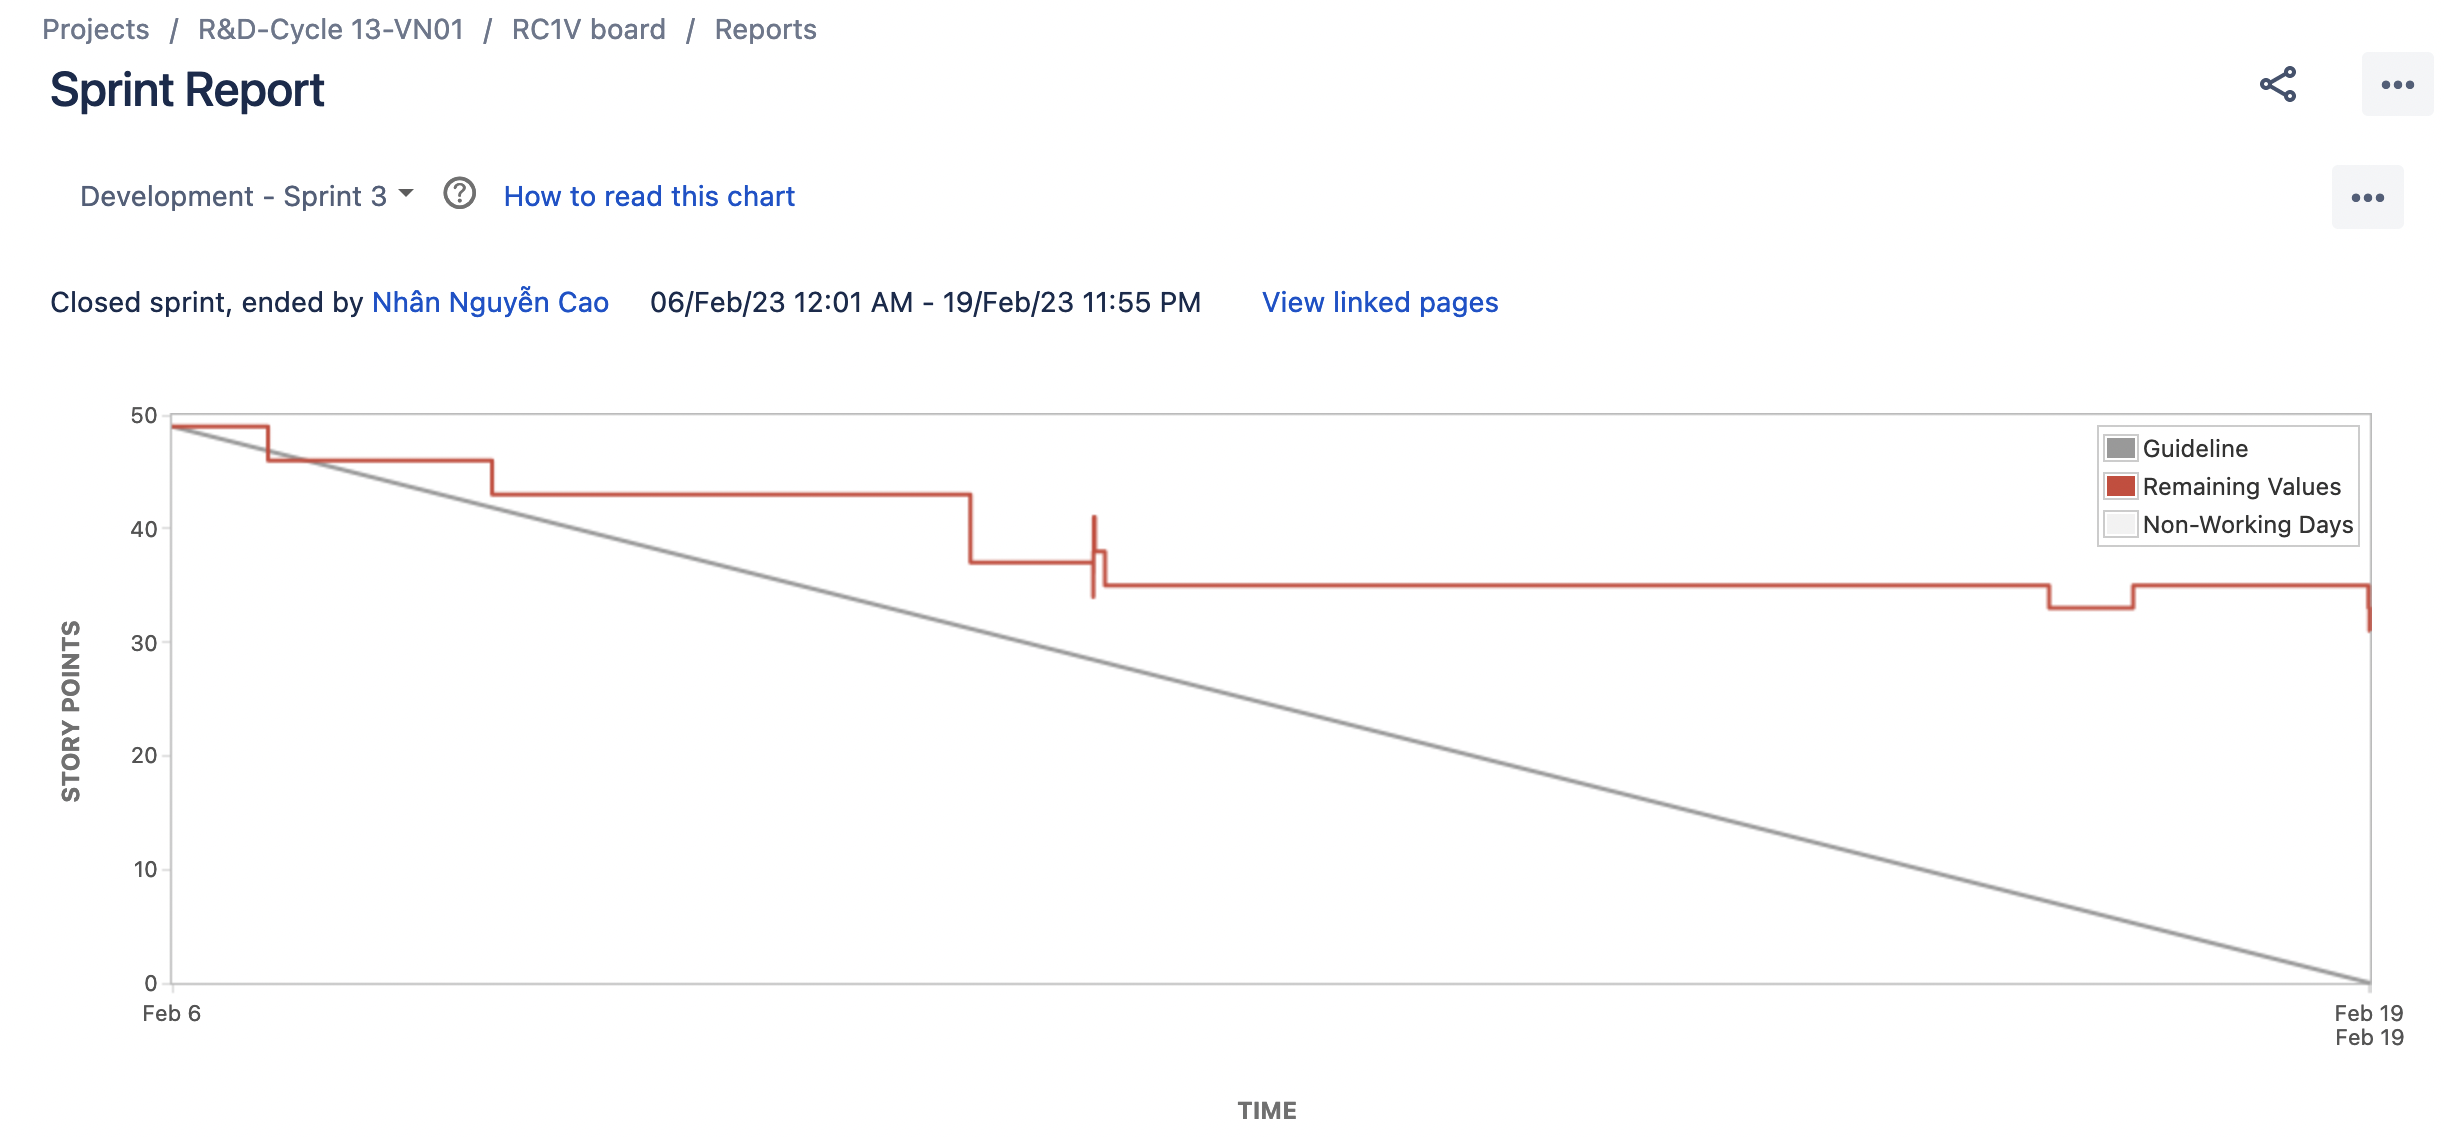 Projects / R&D-Cycle 13-VN01 / RC1V board / Reports
Sprint Report
Development - Sprint 3 How to read this chart
Closed sprint, ended by Nhân Nguyễn Cao 06/Feb/23 12:01 AM - 19/Feb/23 11:55 PM View linked pages
50
40
30
20
10
0
STORY POINTS
Guideline
Remaining Values
Non-Working Days
Feb 6
Feb 19
Feb 19
TIME